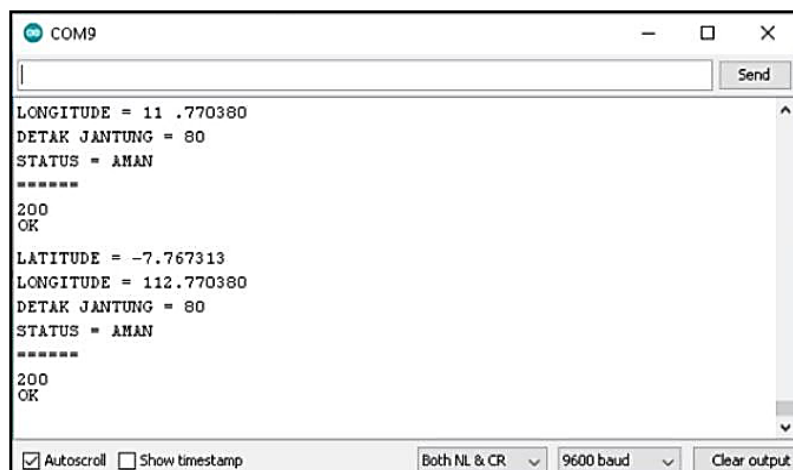 COM9
Send
LONGITUDE = 11 .770380
DETAK JANTUNG = 80
STATUS = AMAN
======
200
OK
LATITUDE = -7.767313
LONGITUDE = 112.770380
DETAK JANTUNG = 80
STATUS = AMAN
======
200
OK
Autoscroll Show timestamp Both NL & CR 9600 baud Clear output